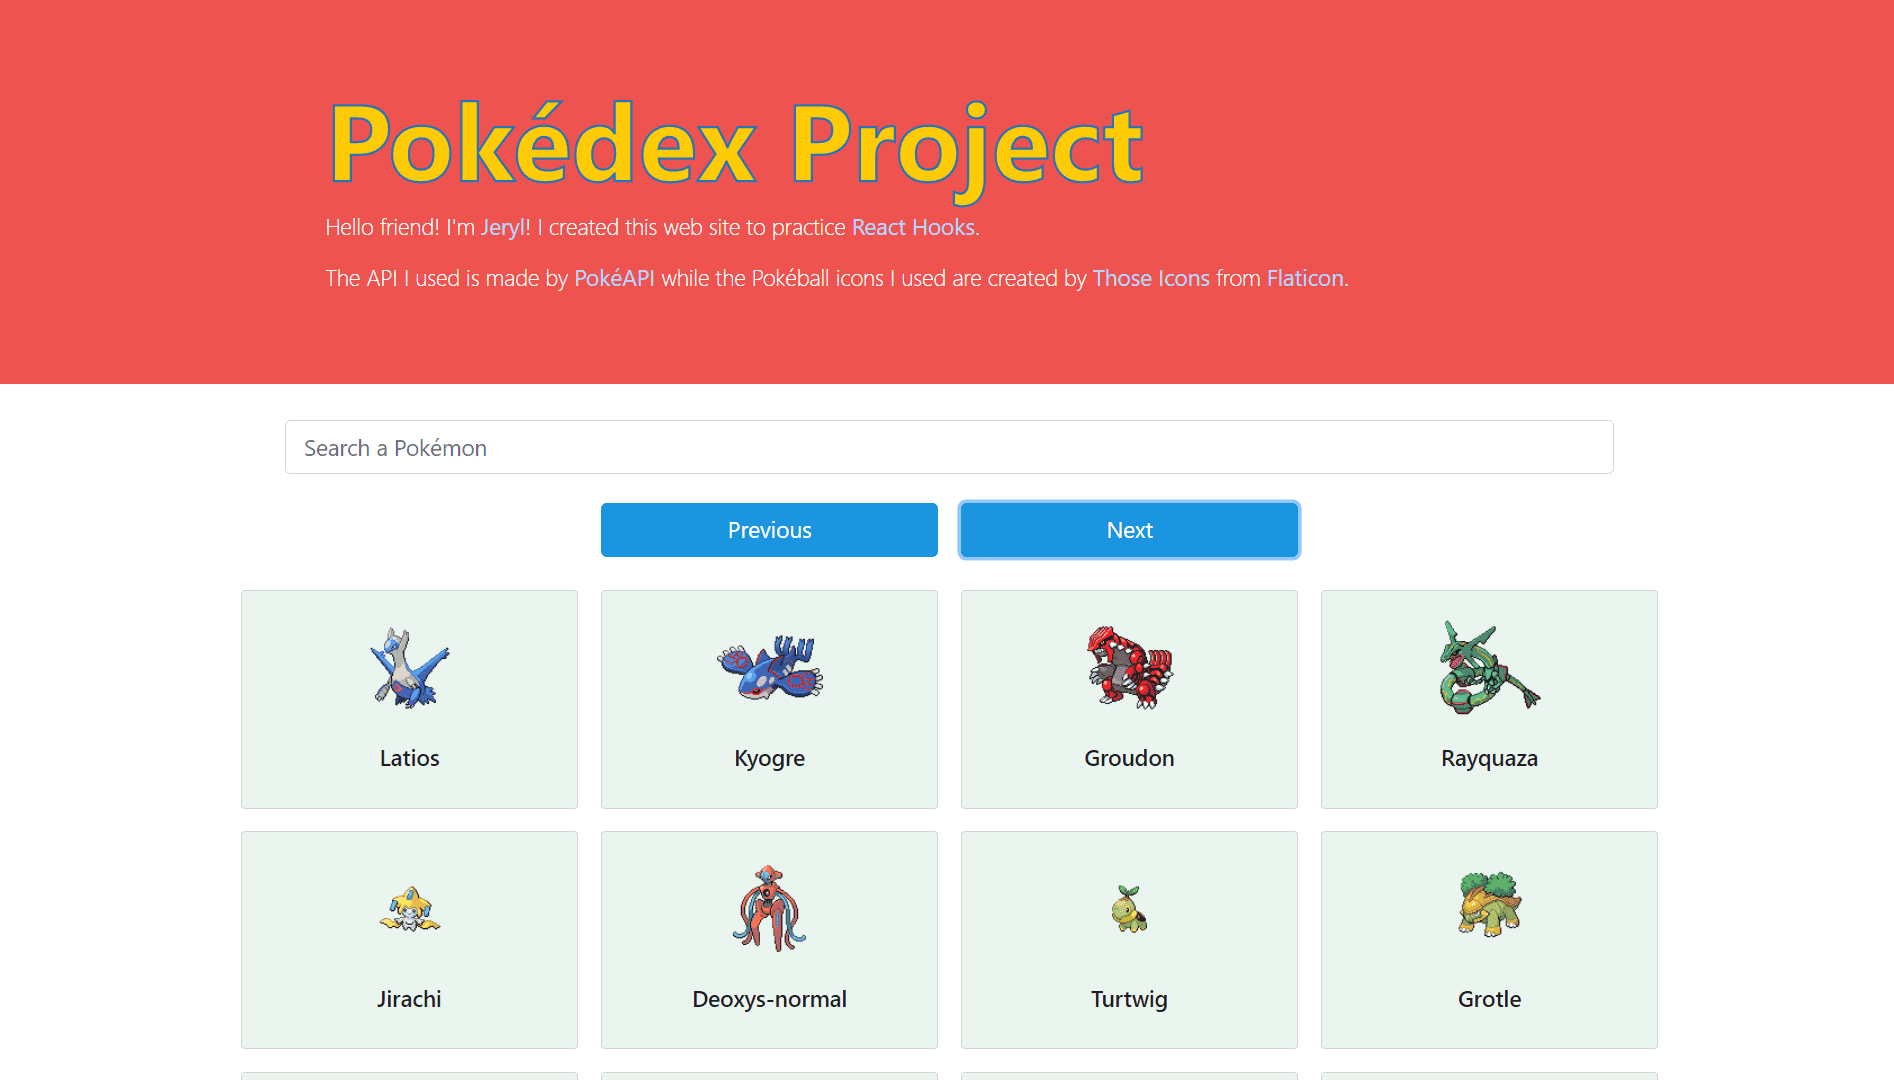 Pokédex Project
Hello friend! I'm Jeryl! I created this web site to practice React Hooks.
The API I used is made by PokéAPI while the Pokéball icons I used are created by Those Icons from Flaticon.
Search a Pokémon
Previous Next
Latios Kyogre Groudon Rayquaza
Jirachi Deoxys-normal Turtwig Grotle